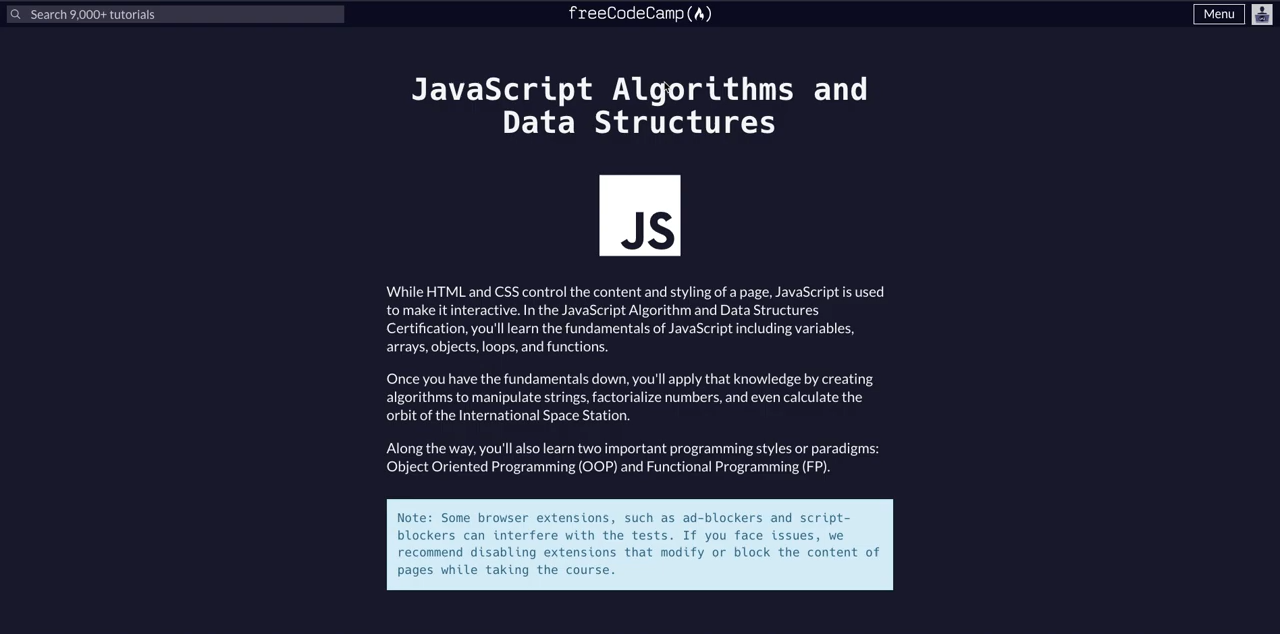 Search 9,000+ tutorials
freeCodeCamp(🔥)
Menu
JavaScript Algorithms and
Data Structures
JS
While HTML and CSS control the content and styling of a page, JavaScript is used
to make it interactive. In the JavaScript Algorithm and Data Structures
Certification, you'll learn the fundamentals of JavaScript including variables,
arrays, objects, loops, and functions.
Once you have the fundamentals down, you'll apply that knowledge by creating
algorithms to manipulate strings, factorialize numbers, and even calculate the
orbit of the International Space Station.
Along the way, you'll also learn two important programming styles or paradigms:
Object Oriented Programming (OOP) and Functional Programming (FP).
Note: Some browser extensions, such as ad-blockers and script-
blockers can interfere with the tests. If you face issues, we
recommend disabling extensions that modify or block the content of
pages while taking the course.